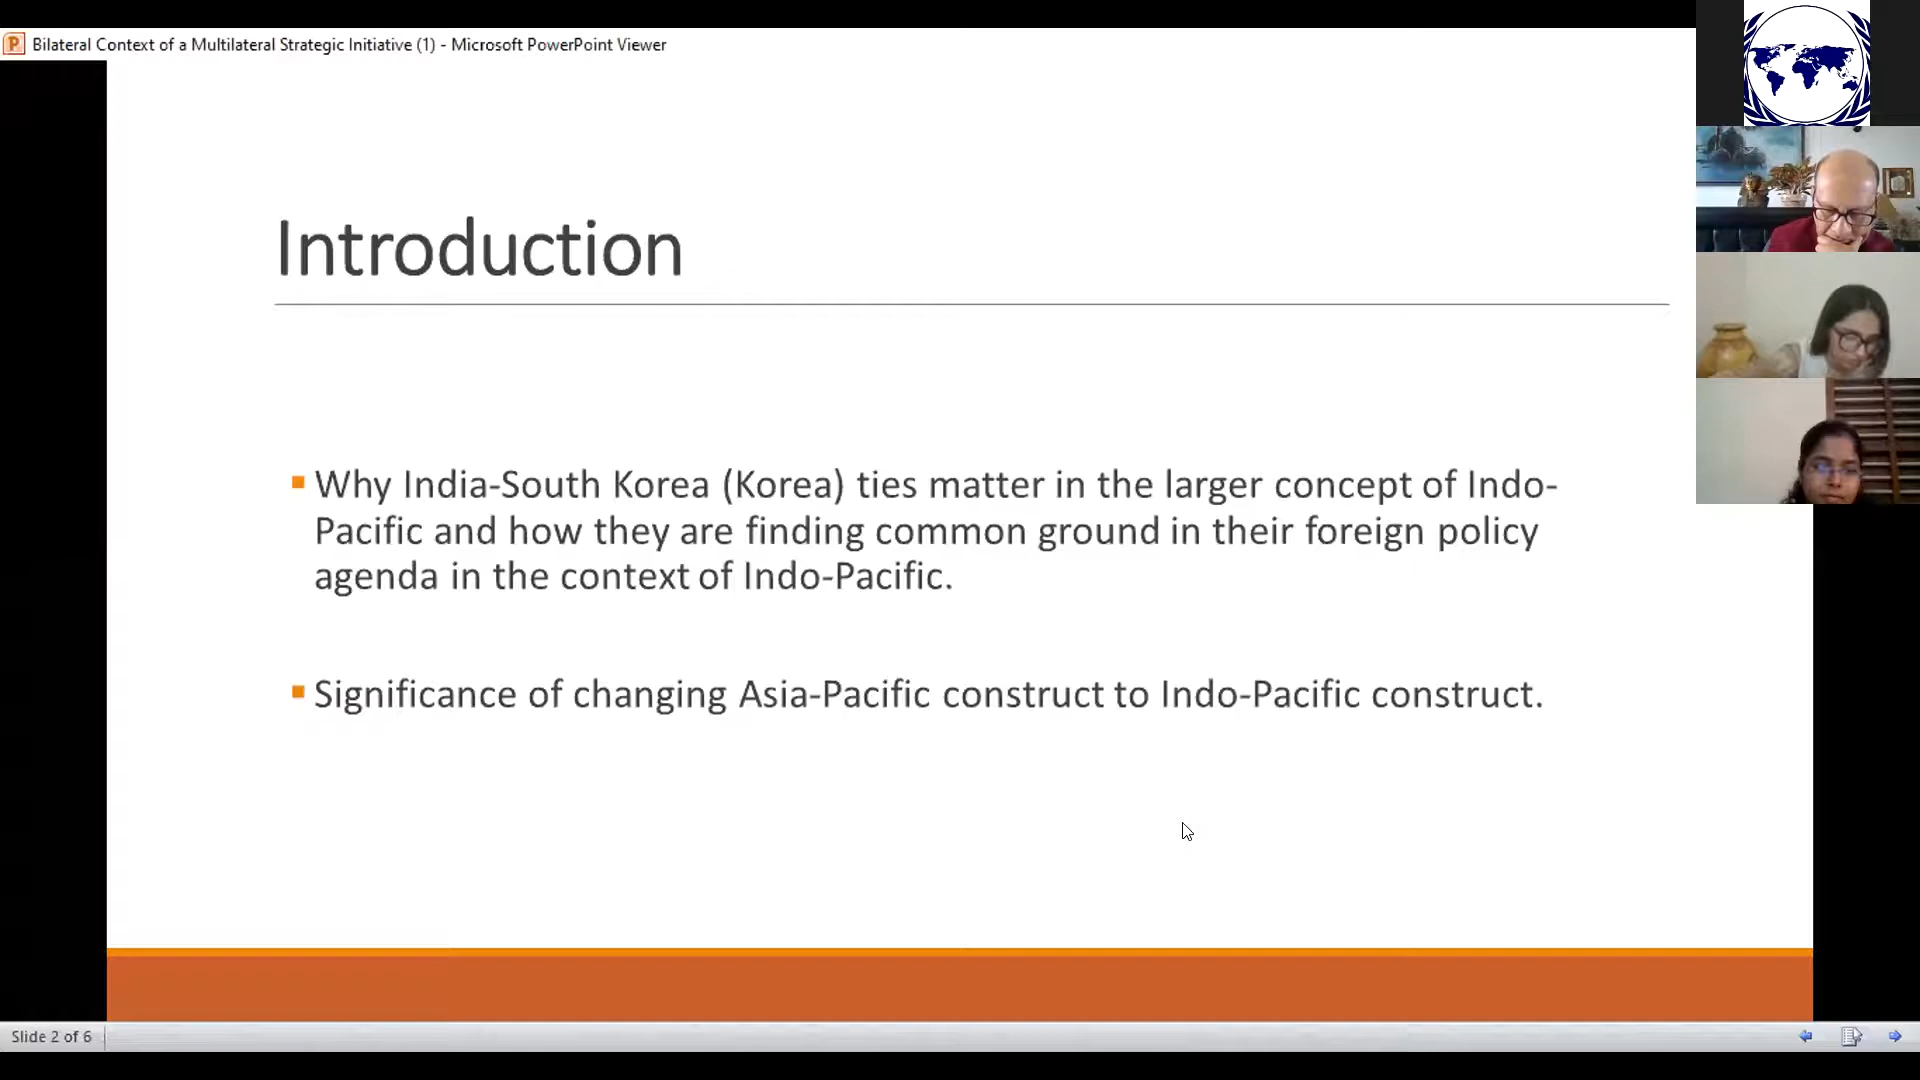 Bilateral Context of a Multilateral Strategic Initiative (1) - Microsoft PowerPoint Viewer
Introduction
Why India-South Korea (Korea) ties matter in the larger concept of Indo-
Pacific and how they are finding common ground in their foreign policy
agenda in the context of Indo-Pacific.
Significance of changing Asia-Pacific construct to Indo-Pacific construct.
Slide 2 of 6